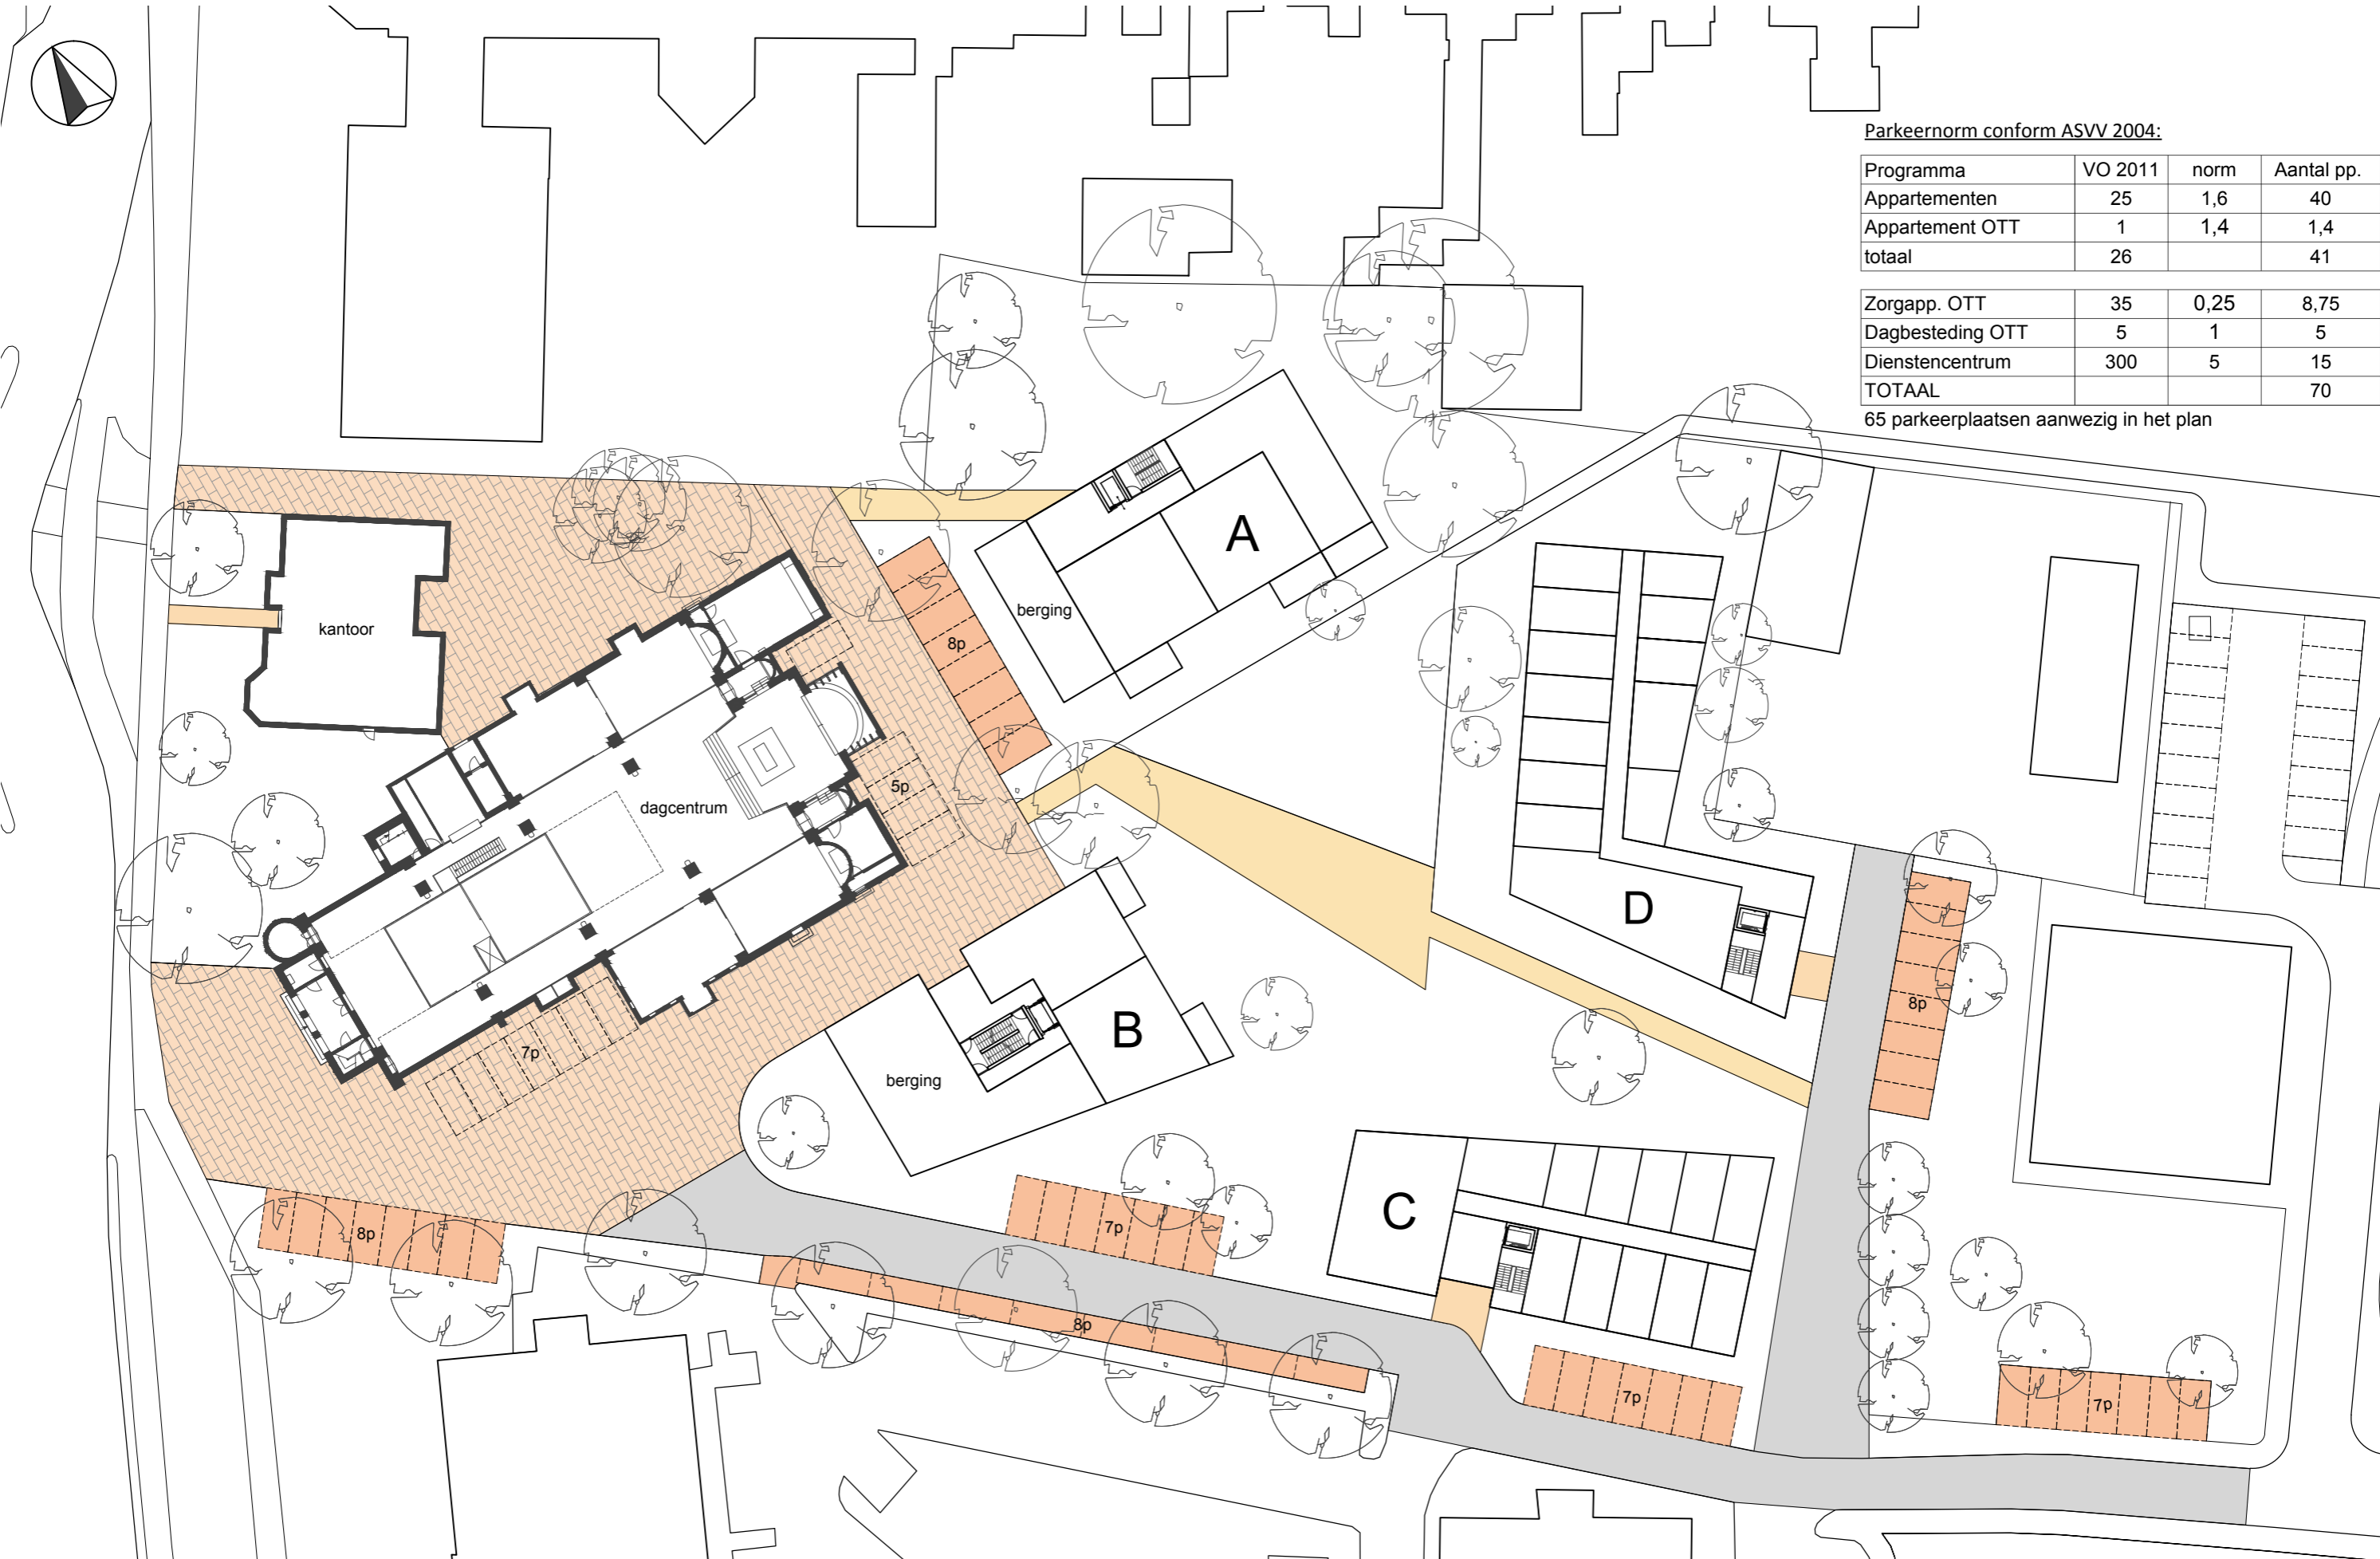 Parkeernorm conform ASVV 2004:
Programma VO 2011 norm Aantal pp.
Appartementen 25 1,6 40
Appartement OTT 1 1,4 1,4
totaal 26 41
Zorgapp. OTT 35 0,25 8,75
Dagbesteding OTT 5 1 5
Dienstencentrum 300 5 15
TOTAAL 70
65 parkeerplaatsen aanwezig in het plan
A
berging
kantoor
8p
5p
dagcentrum
D
8p
B
7p
berging
C
7p
8p
8p
7p
7p